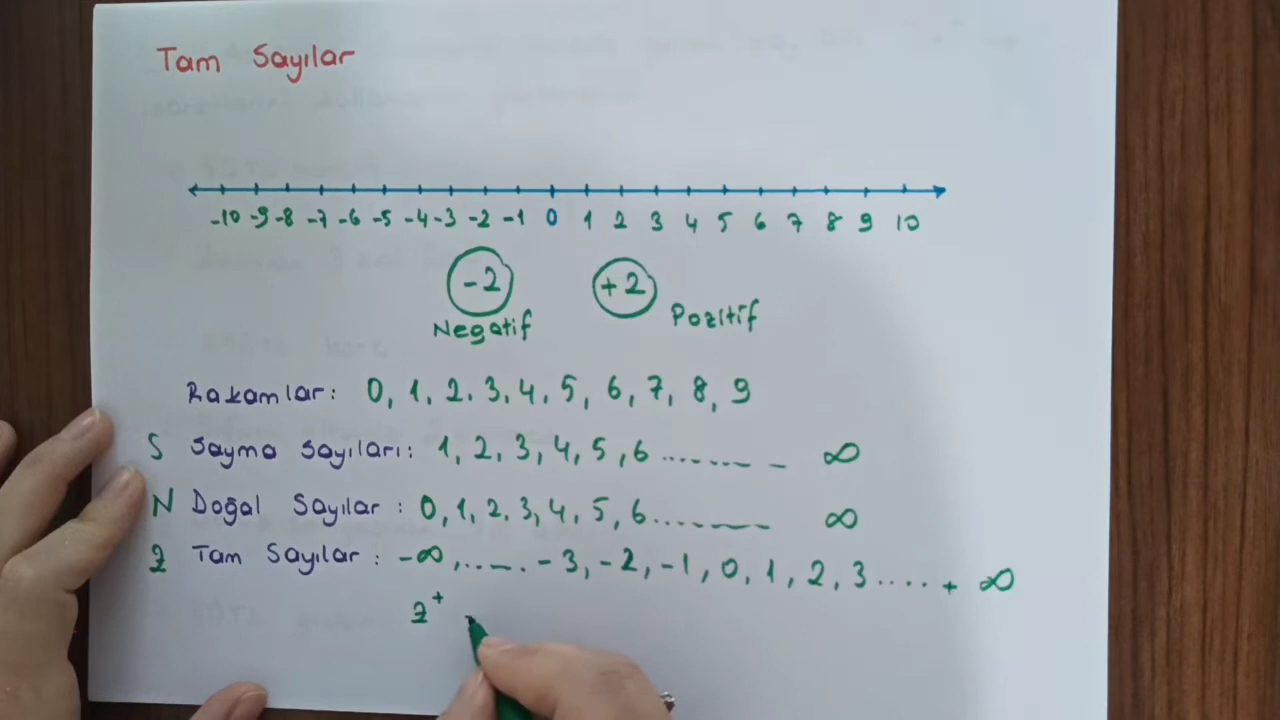 Tam Sayılar
-10 -9 -8 -7 -6 -5 -4 -3 -2 -1 0 1 2 3 4 5 6 7 8 9 10
-2 +2
Negatif Pozitif
Rakamlar: 0, 1, 2, 3, 4, 5, 6, 7, 8, 9
S Sayma Sayıları: 1, 2, 3, 4, 5, 6 ........ ∞
N Doğal Sayılar: 0, 1, 2, 3, 4, 5, 6 ........ ∞
Z Tam Sayılar: -∞, ...... -3, -2, -1, 0, 1, 2, 3 .... + ∞
Z+